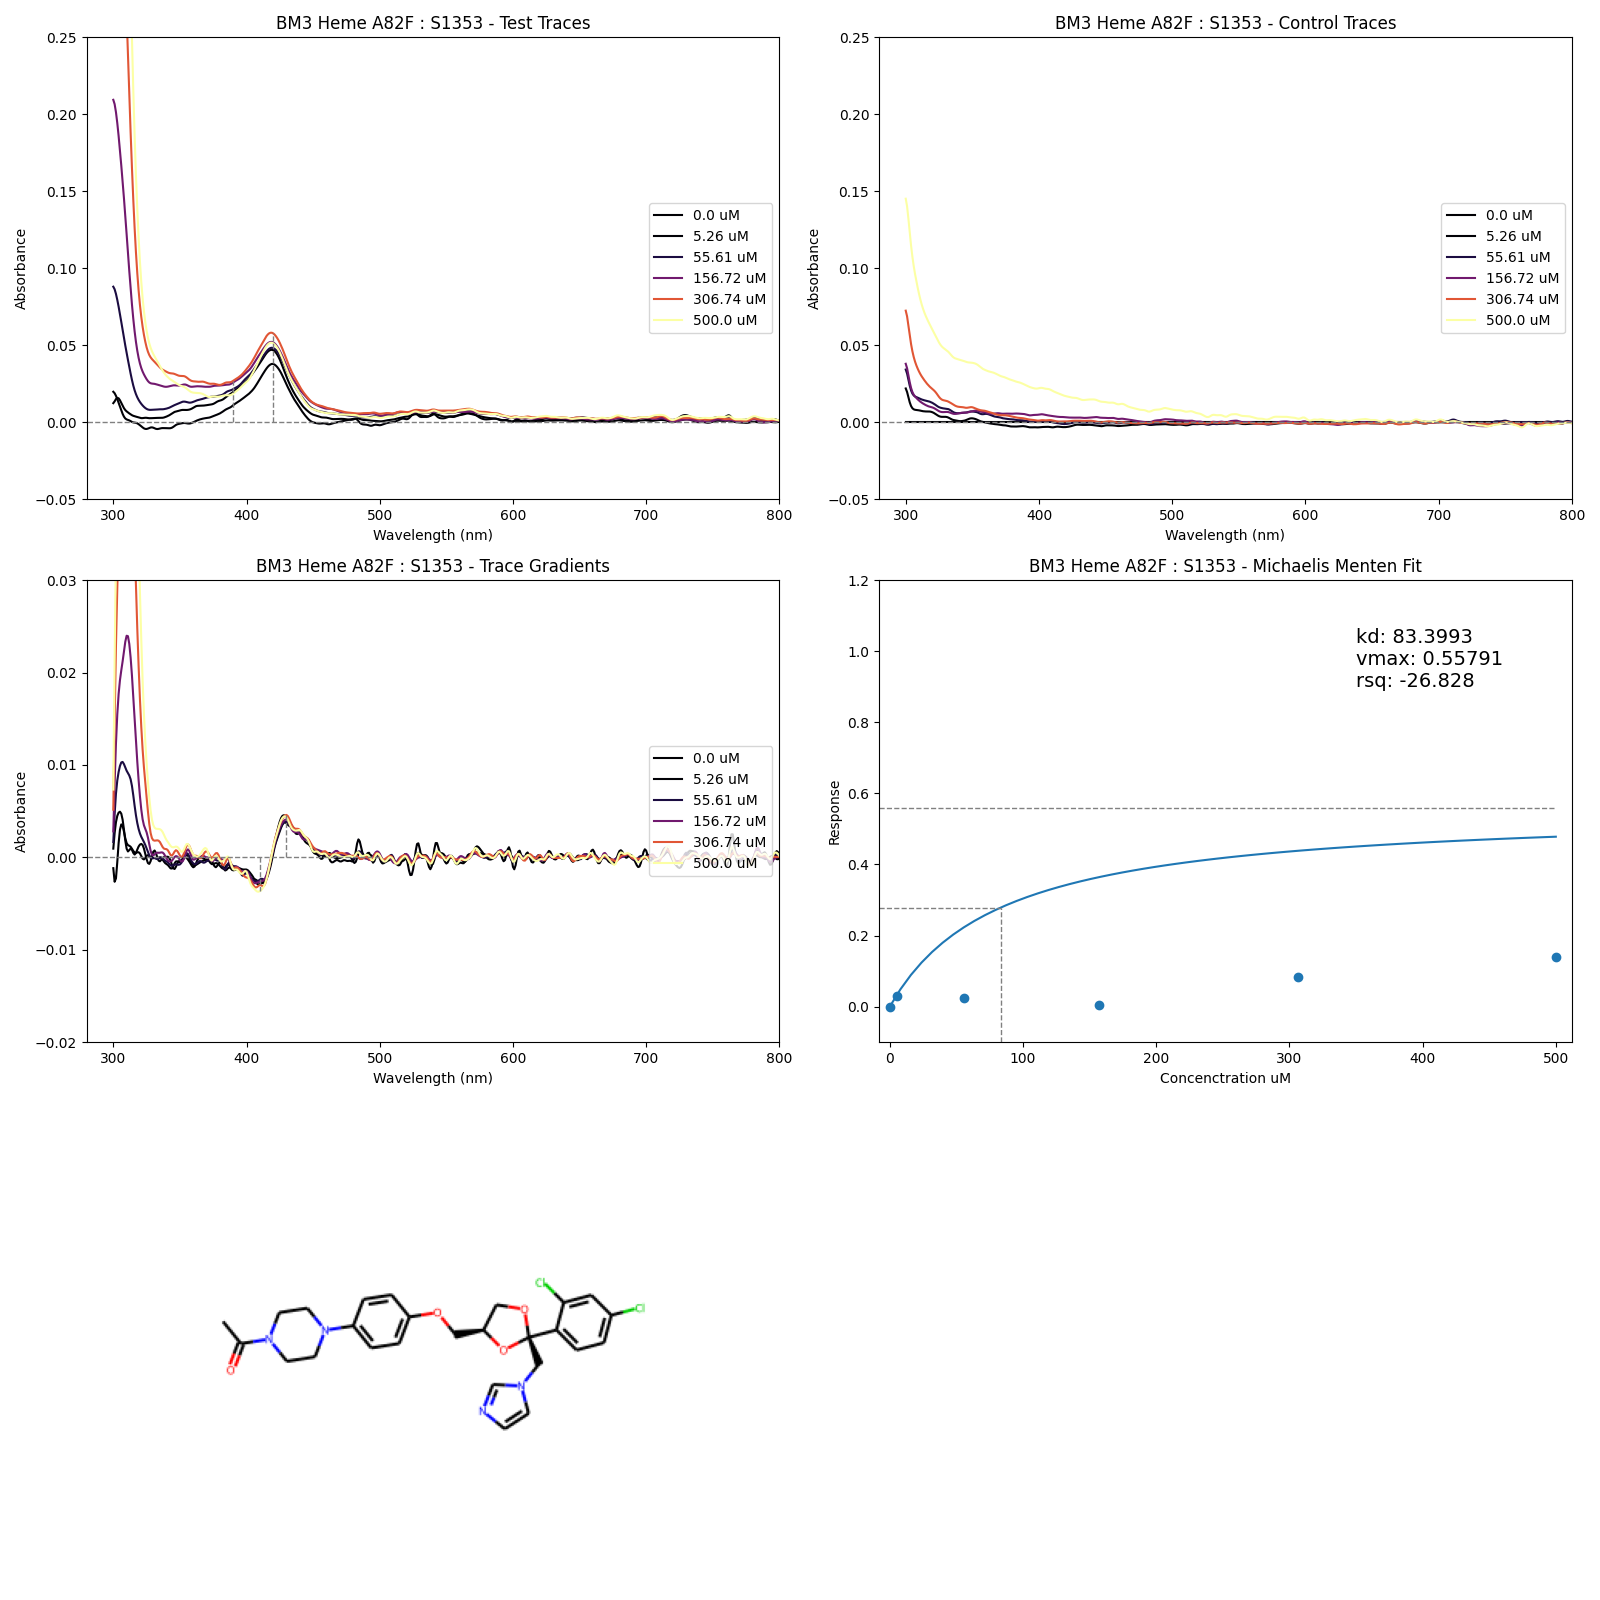 BM3 Heme A82F : S1353 - Test Traces
0.25
0.20
0.15
0.10
0.05
0.00
−0.05
Absorbance
300 400 500 600 700 800
Wavelength (nm)
0.0 uM
5.26 uM
55.61 uM
156.72 uM
306.74 uM
500.0 uM
BM3 Heme A82F : S1353 - Control Traces
0.25
0.20
0.15
0.10
0.05
0.00
−0.05
Absorbance
300 400 500 600 700 800
Wavelength (nm)
0.0 uM
5.26 uM
55.61 uM
156.72 uM
306.74 uM
500.0 uM
BM3 Heme A82F : S1353 - Trace Gradients
0.03
0.02
0.01
0.00
−0.01
−0.02
Absorbance
300 400 500 600 700 800
Wavelength (nm)
0.0 uM
5.26 uM
55.61 uM
156.72 uM
306.74 uM
500.0 uM
BM3 Heme A82F : S1353 - Michaelis Menten Fit
1.2
1.0
0.8
0.6
0.4
0.2
0.0
Response
kd: 83.3993
vmax: 0.55791
rsq: -26.828
0 100 200 300 400 500
Concenctration uM
Cl
Cl
O
O
O
N
N
O
N
N